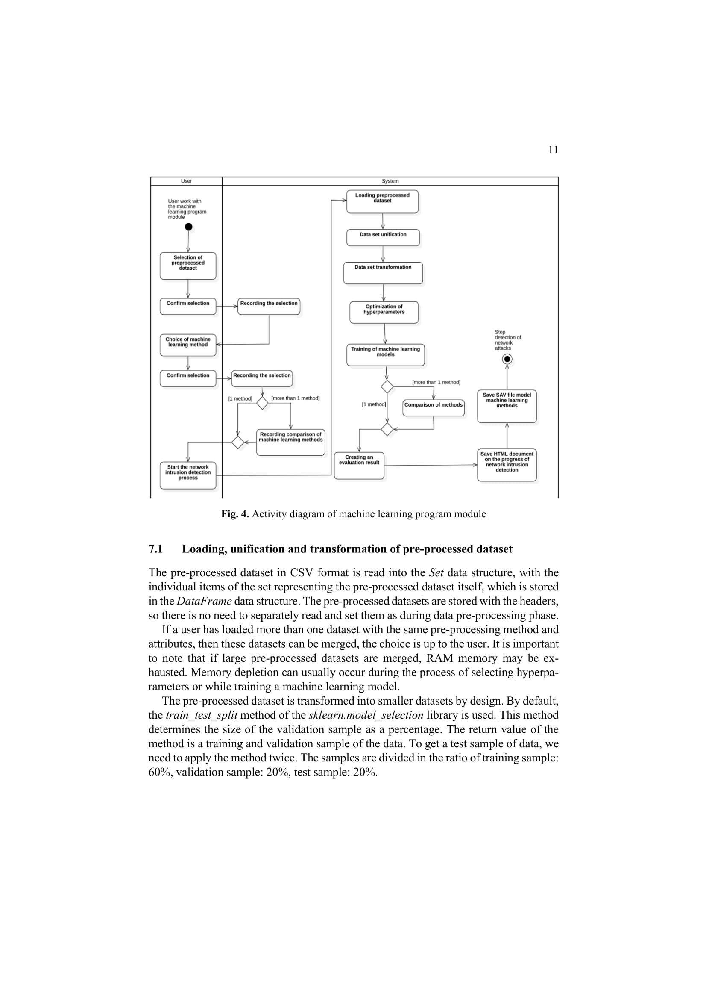 11
User
System
User work with
the machine
learning program
module
Selection of
preprocessed
dataset
Confirm selection
Recording the selection
Choice of machine
learning method
Confirm selection
Recording the selection
[1 method]
[more than 1 method]
Recording comparison of
machine learning methods
Start the network
intrusion detection
process
Loading preprocessed
dataset
Data set unification
Data set transformation
Optimization of
hyperparameters
Training of machine learning
models
[more than 1 method]
[1 method]
Comparison of methods
Creating an
evaluation result
Save HTML document
on the progress of
network intrusion
detection
Save SAV file model
machine learning
methods
Stop
detection of
network
attacks
Fig. 4. Activity diagram of machine learning program module
7.1 Loading, unification and transformation of pre-processed dataset
The pre-processed dataset in CSV format is read into the Set data structure, with the
individual items of the set representing the pre-processed dataset itself, which is stored
in the DataFrame data structure. The pre-processed datasets are stored with the headers,
so there is no need to separately read and set them as during data pre-processing phase.
If a user has loaded more than one dataset with the same pre-processing method and
attributes, then these datasets can be merged, the choice is up to the user. It is important
to note that if large pre-processed datasets are merged, RAM memory may be ex-
hausted. Memory depletion can usually occur during the process of selecting hyperpa-
rameters or while training a machine learning model.
The pre-processed dataset is transformed into smaller datasets by design. By default,
the train_test_split method of the sklearn.model_selection library is used. This method
determines the size of the validation sample as a percentage. The return value of the
method is a training and validation sample of the data. To get a test sample of data, we
need to apply the method twice. The samples are divided in the ratio of training sample:
60%, validation sample: 20%, test sample: 20%.